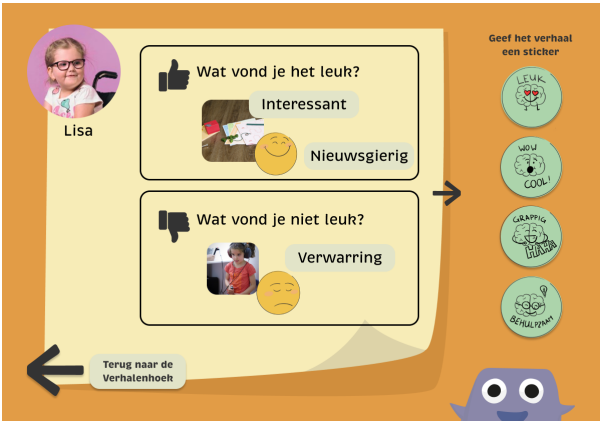 Lisa
Wat vond je het leuk?
Interessant
Nieuwsgierig
Wat vond je niet leuk?
Verwarring
Terug naar de
Verhalenhoek
Geef het verhaal
een sticker
LEUK
WOW
COOL!
GRAPPIG
HAHA
BEHULPZAAM